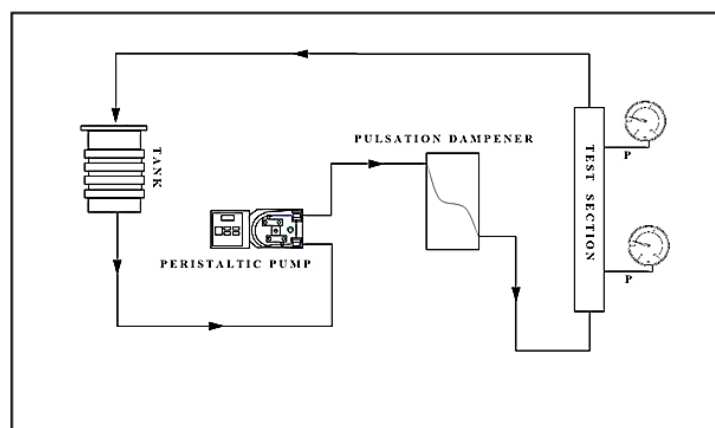 PULSATION DAMPENER
TANK
TEST SECTION
P
PERISTALTIC PUMP
P